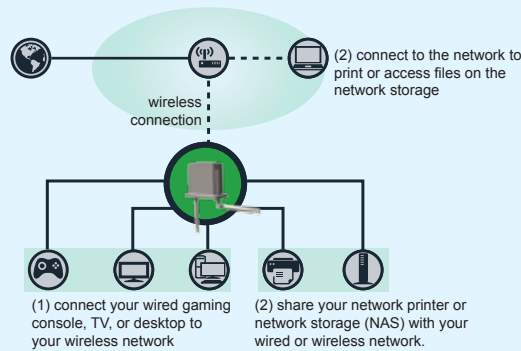 (2) connect to the network to
print or access files on the
network storage
wireless
connection
(1) connect your wired gaming
console, TV, or desktop to
your wireless network
(2) share your network printer or
network storage (NAS) with your
wired or wireless network.